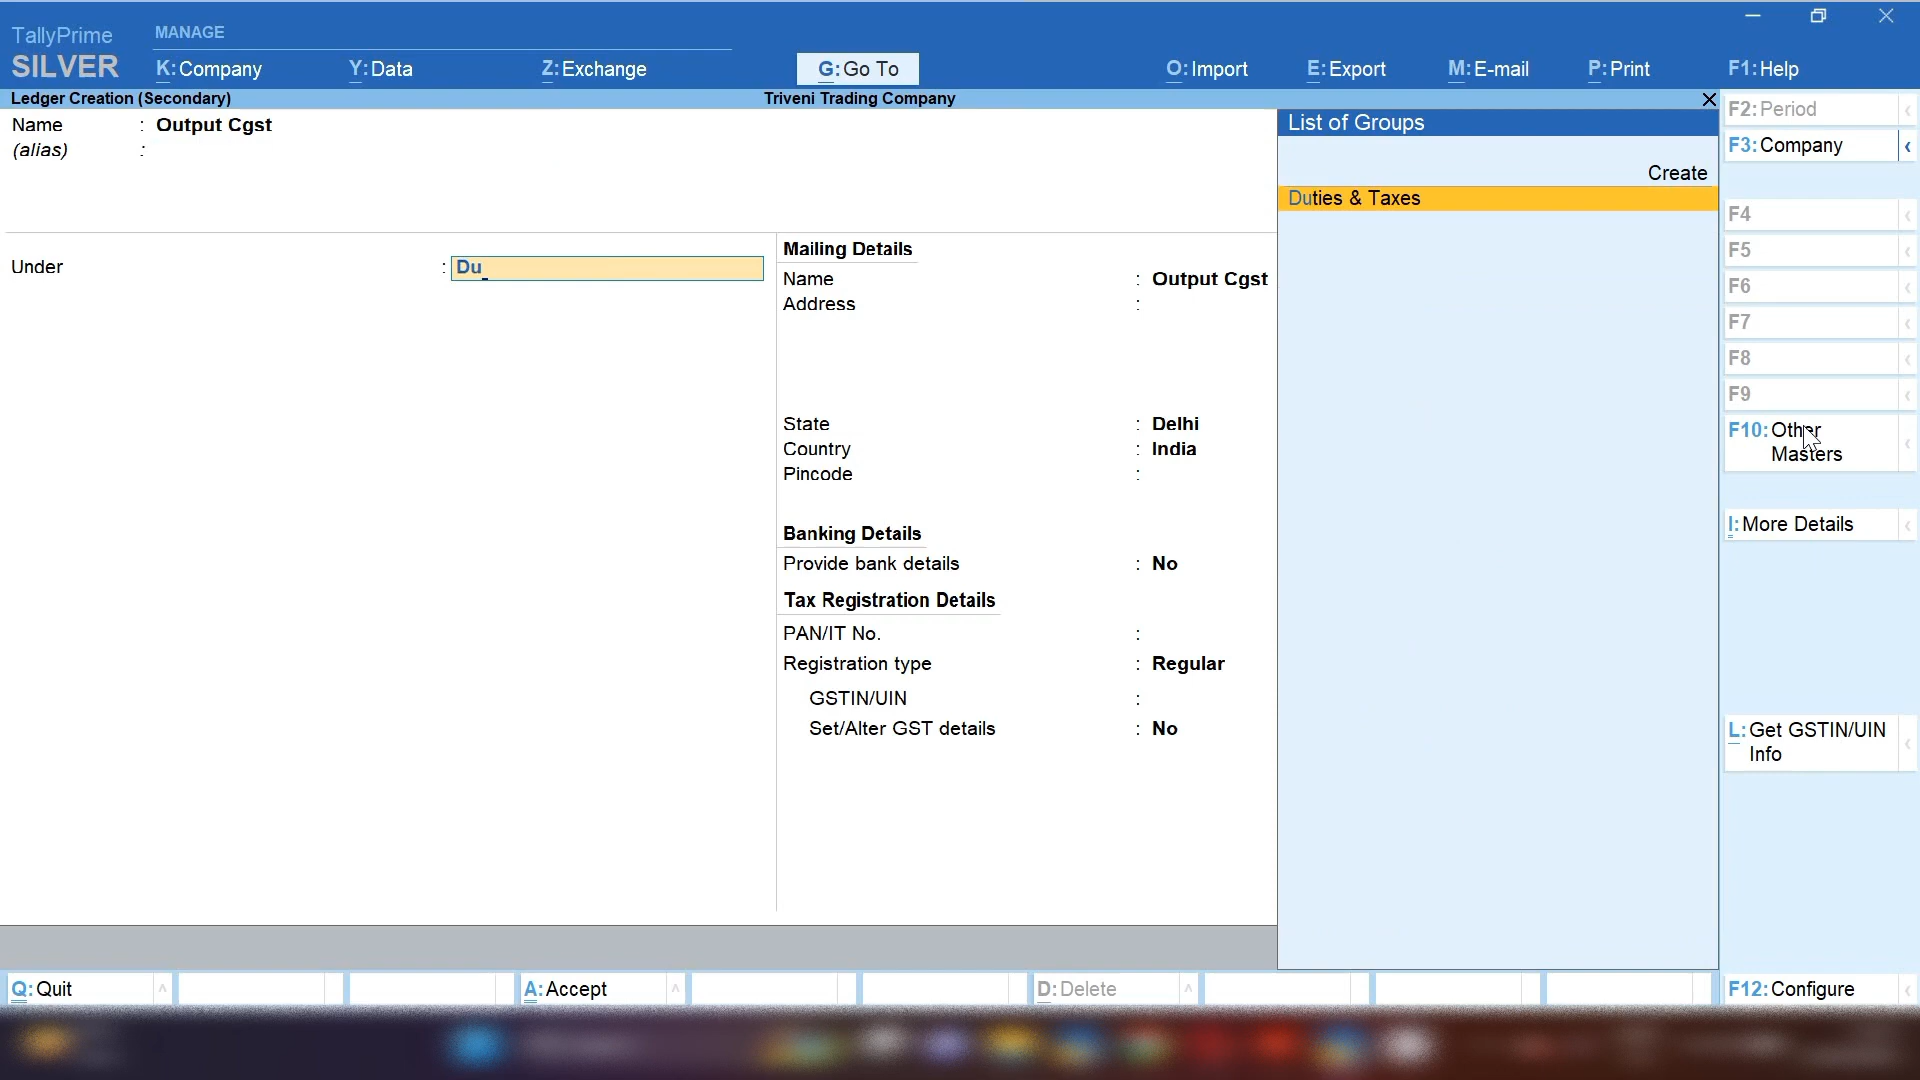 TallyPrime
SILVER
MANAGE
K:Company
Y:Data
Z:Exchange
G:Go To
O:Import
E:Export
M:E-mail
P:Print
F1:Help
Ledger Creation (Secondary)
Triveni Trading Company
Name : Output Cgst
(alias) :
Under : Du
Mailing Details
Name : Output Cgst
Address :
State : Delhi
Country : India
Pincode :
Banking Details
Provide bank details : No
Tax Registration Details
PAN/IT No. :
Registration type : Regular
GSTIN/UIN :
Set/Alter GST details : No
List of Groups
Create
Duties & Taxes
F2:Period
F3:Company
F4
F5
F6
F7
F8
F9
F10:Other
Masters
I:More Details
L:Get GSTIN/UIN
Info
F12:Configure
Q:Quit
A:Accept
D:Delete